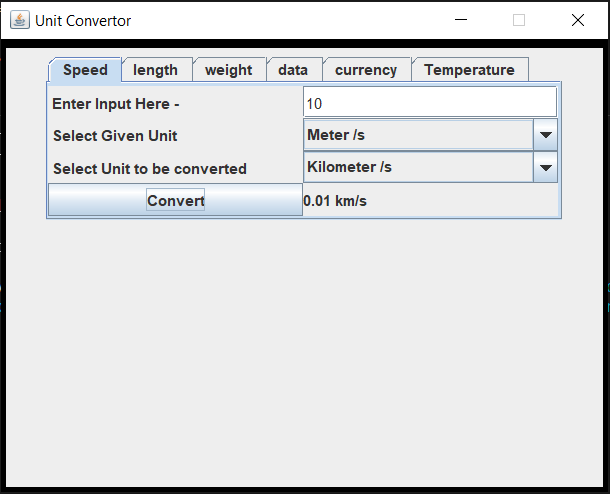 Unit Convertor
Speed length weight data currency Temperature
Enter Input Here - 10
Select Given Unit Meter /s
Select Unit to be converted Kilometer /s
Convert 0.01 km/s